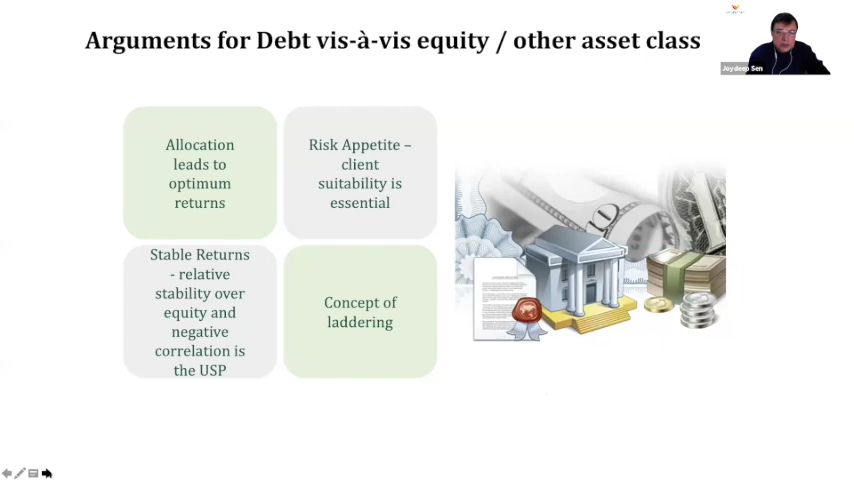 Arguments for Debt vis-à-vis equity / other asset class
Joydeep Sen
Allocation
leads to
optimum
returns
Risk Appetite –
client
suitability is
essential
Stable Returns
- relative
stability over
equity and
negative
correlation is
the USP
Concept of
laddering